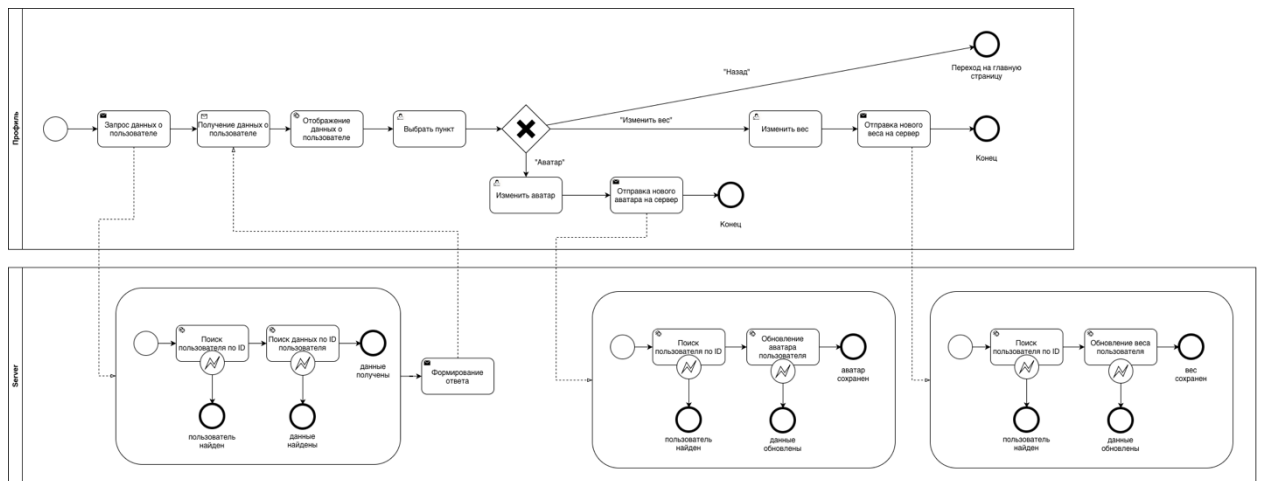 Профиль
"Назад"
Переход на главную
страницу
Запрос данных о
пользователе
Получение данных о
пользователе
Отображение
данных о
пользователе
Выбрать пункт
"Изменить вес"
Изменить вес
Отправка нового
веса на сервер
Конец
"Аватар"
Изменить аватар
Отправка нового
аватара на сервер
Конец
Server
Поиск
пользователя по ID
Поиск данных по ID
пользователя
данные
получены
пользователь
найден
данные
найдены
Формирование
ответа
Поиск
пользователя по ID
Обновление
аватара
пользователя
аватар
сохранен
пользователь
найден
данные
обновлены
Поиск
пользователя по ID
Обновление веса
пользователя
вес
сохранен
пользователь
найден
данные
обновлены